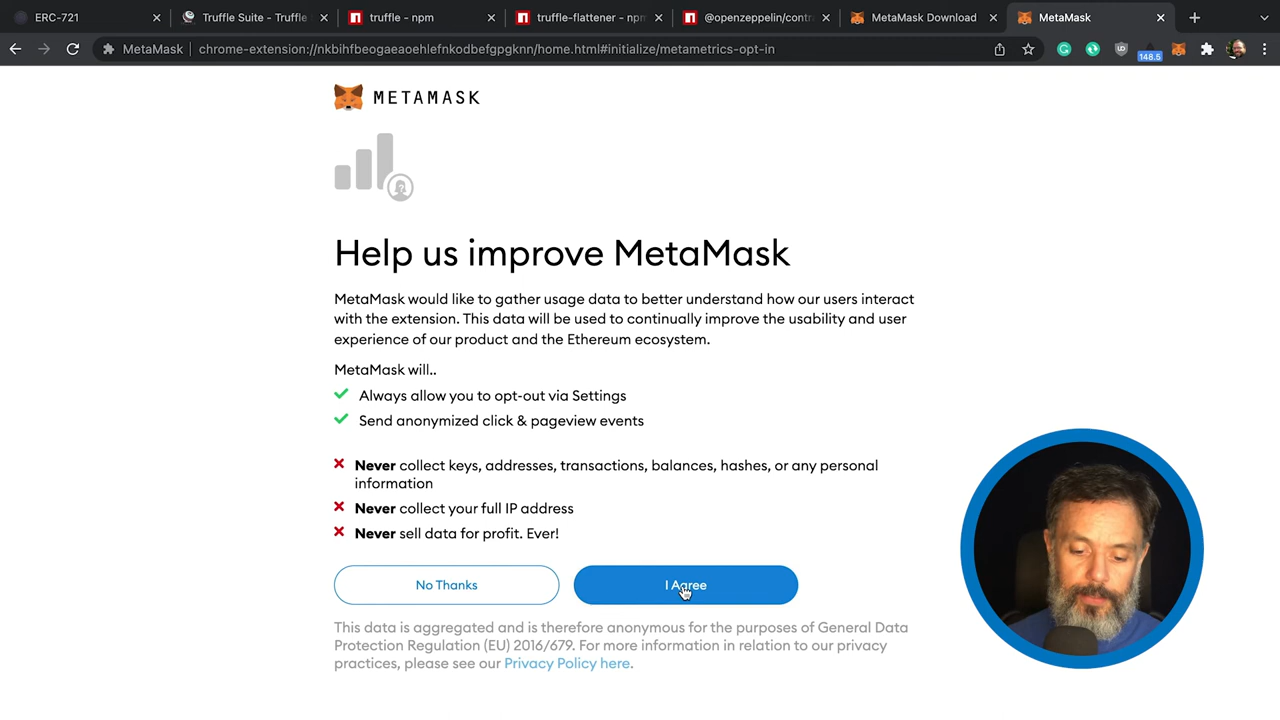 ERC-721
Truffle Suite - Truffle
truffle - npm
truffle-flattener - npm
@openzeppelin/contr
MetaMask Download
MetaMask
MetaMask
chrome-extension://nkbihfbeogaeaoehlefnkodbefgpgknn/home.html#initialize/metametrics-opt-in
148.5
METAMASK
Help us improve MetaMask
MetaMask would like to gather usage data to better understand how our users interact
with the extension. This data will be used to continually improve the usability and user
experience of our product and the Ethereum ecosystem.
MetaMask will..
Always allow you to opt-out via Settings
Send anonymized click & pageview events
Never collect keys, addresses, transactions, balances, hashes, or any personal
information
Never collect your full IP address
Never sell data for profit. Ever!
No Thanks
I Agree
This data is aggregated and is therefore anonymous for the purposes of General Data
Protection Regulation (EU) 2016/679. For more information in relation to our privacy
practices, please see our Privacy Policy here.